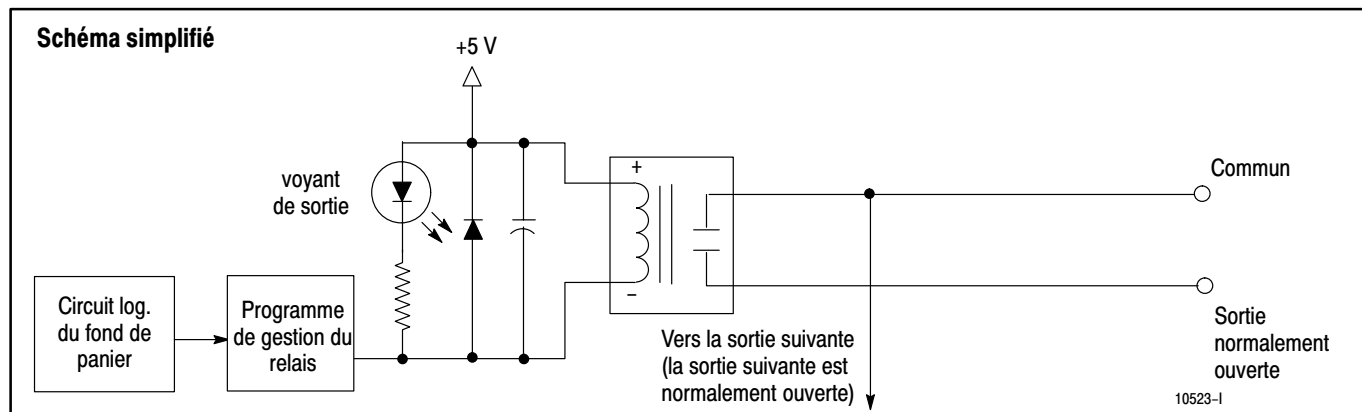 Schéma simplifié
+5 V
voyant
de sortie
+
–
Commun
Circuit log.
du fond de
panier
Programme
de gestion du
relais
Vers la sortie suivante
(la sortie suivante est
normalement ouverte)
Sortie
normalement
ouverte
10523–I